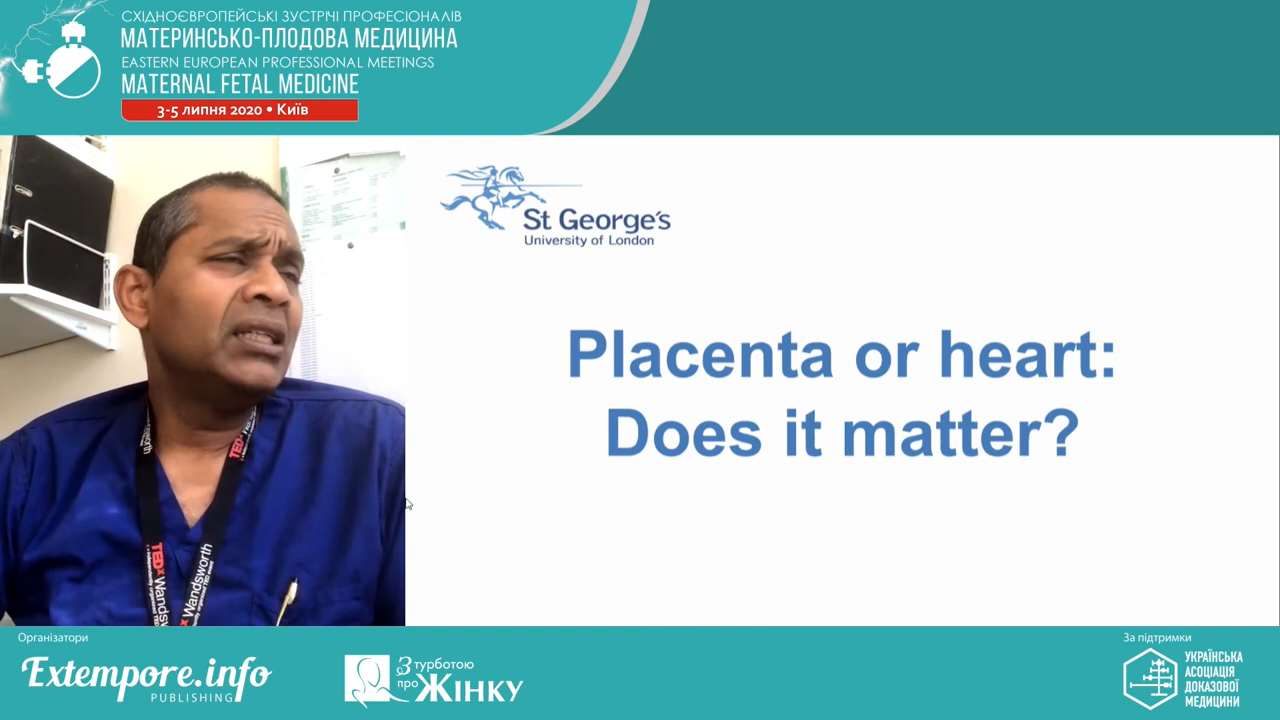 СХІДНОЄВРОПЕЙСЬКІ ЗУСТРІЧІ ПРОФЕСІОНАЛІВ
МАТЕРИНСЬКО-ПЛОДОВА МЕДИЦИНА
EASTERN EUROPEAN PROFESSIONAL MEETINGS
MATERNAL FETAL MEDICINE
3-5 липня 2020 • Київ
St George's
University of London
Placenta or heart:
Does it matter?
TEDx
TEDxWandsworth
Wandsworth
Організатори
Extempore.info
PUBLISHING
З турботою
про ЖІНКУ
За підтримки
УКРАЇНСЬКА
АСОЦІАЦІЯ
ДОКАЗОВОЇ
МЕДИЦИНИ